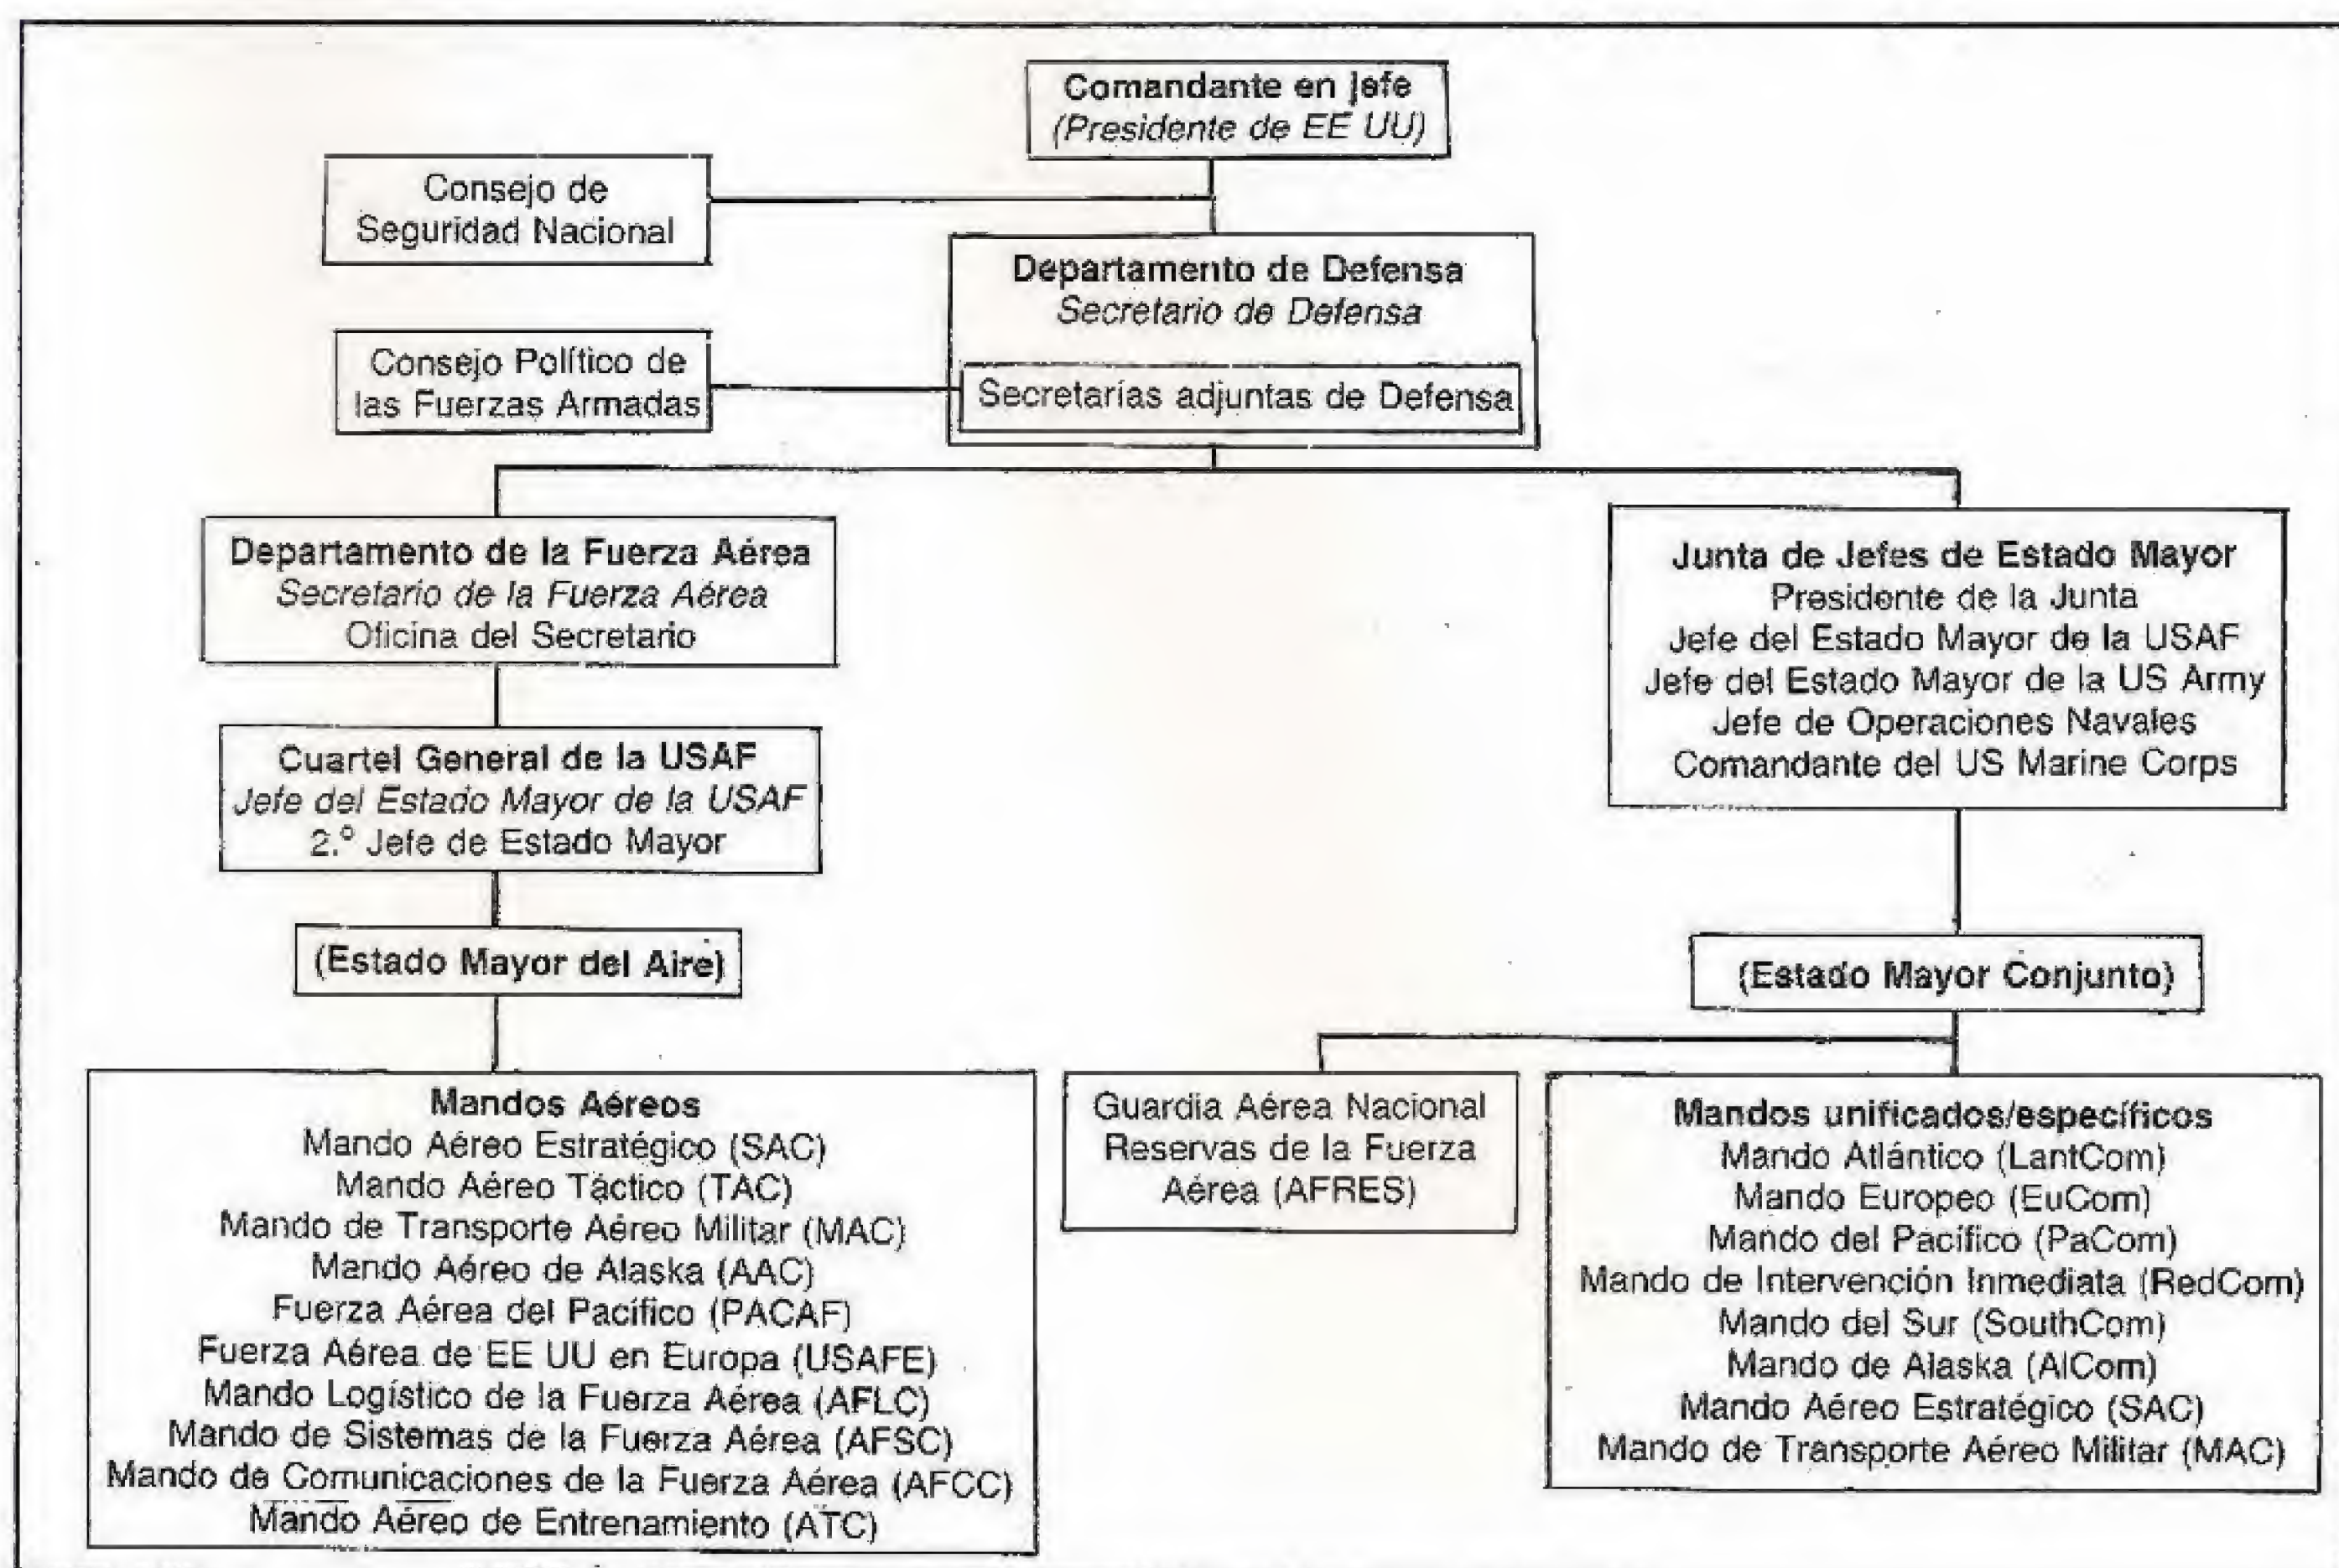 Comandante en jefe
(Presidente de EE UU)
Consejo de
Seguridad Nacional
Departamento de Defensa
Secretario de Defensa
Consejo Político de
las Fuerzas Armadas
Secretarías adjuntas de Defensa
Departamento de la Fuerza Aérea
Secretario de la Fuerza Aérea
Oficina del Secretario
Junta de Jefes de Estado Mayor
Presidente de la Junta
Jefe del Estado Mayor de la USAF
Jefe del Estado Mayor de la US Army
Jefe de Operaciones Navales
Comandante del US Marine Corps
Cuartel General de la USAF
Jefe del Estado Mayor de la USAF
2.º Jefe de Estado Mayor
(Estado Mayor del Aire)
(Estado Mayor Conjunto)
Mandos Aéreos
Mando Aéreo Estratégico (SAC)
Mando Aéreo Táctico (TAC)
Mando de Transporte Aéreo Militar (MAC)
Mando Aéreo de Alaska (AAC)
Fuerza Aérea del Pacífico (PACAF)
Fuerza Aérea de EE UU en Europa (USAFE)
Mando Logístico de la Fuerza Aérea (AFLC)
Mando de Sistemas de la Fuerza Aérea (AFSC)
Mando de Comunicaciones de la Fuerza Aérea (AFCC)
Mando Aéreo de Entrenamiento (ATC)
Guardia Aérea Nacional
Reservas de la Fuerza
Aérea (AFRES)
Mandos unificados/específicos
Mando Atlántico (LantCom)
Mando Europeo (EuCom)
Mando del Pacífico (PaCom)
Mando de Intervención Inmediata (RedCom)
Mando del Sur (SouthCom)
Mando de Alaska (AlCom)
Mando Aéreo Estratégico (SAC)
Mando de Transporte Aéreo Militar (MAC)